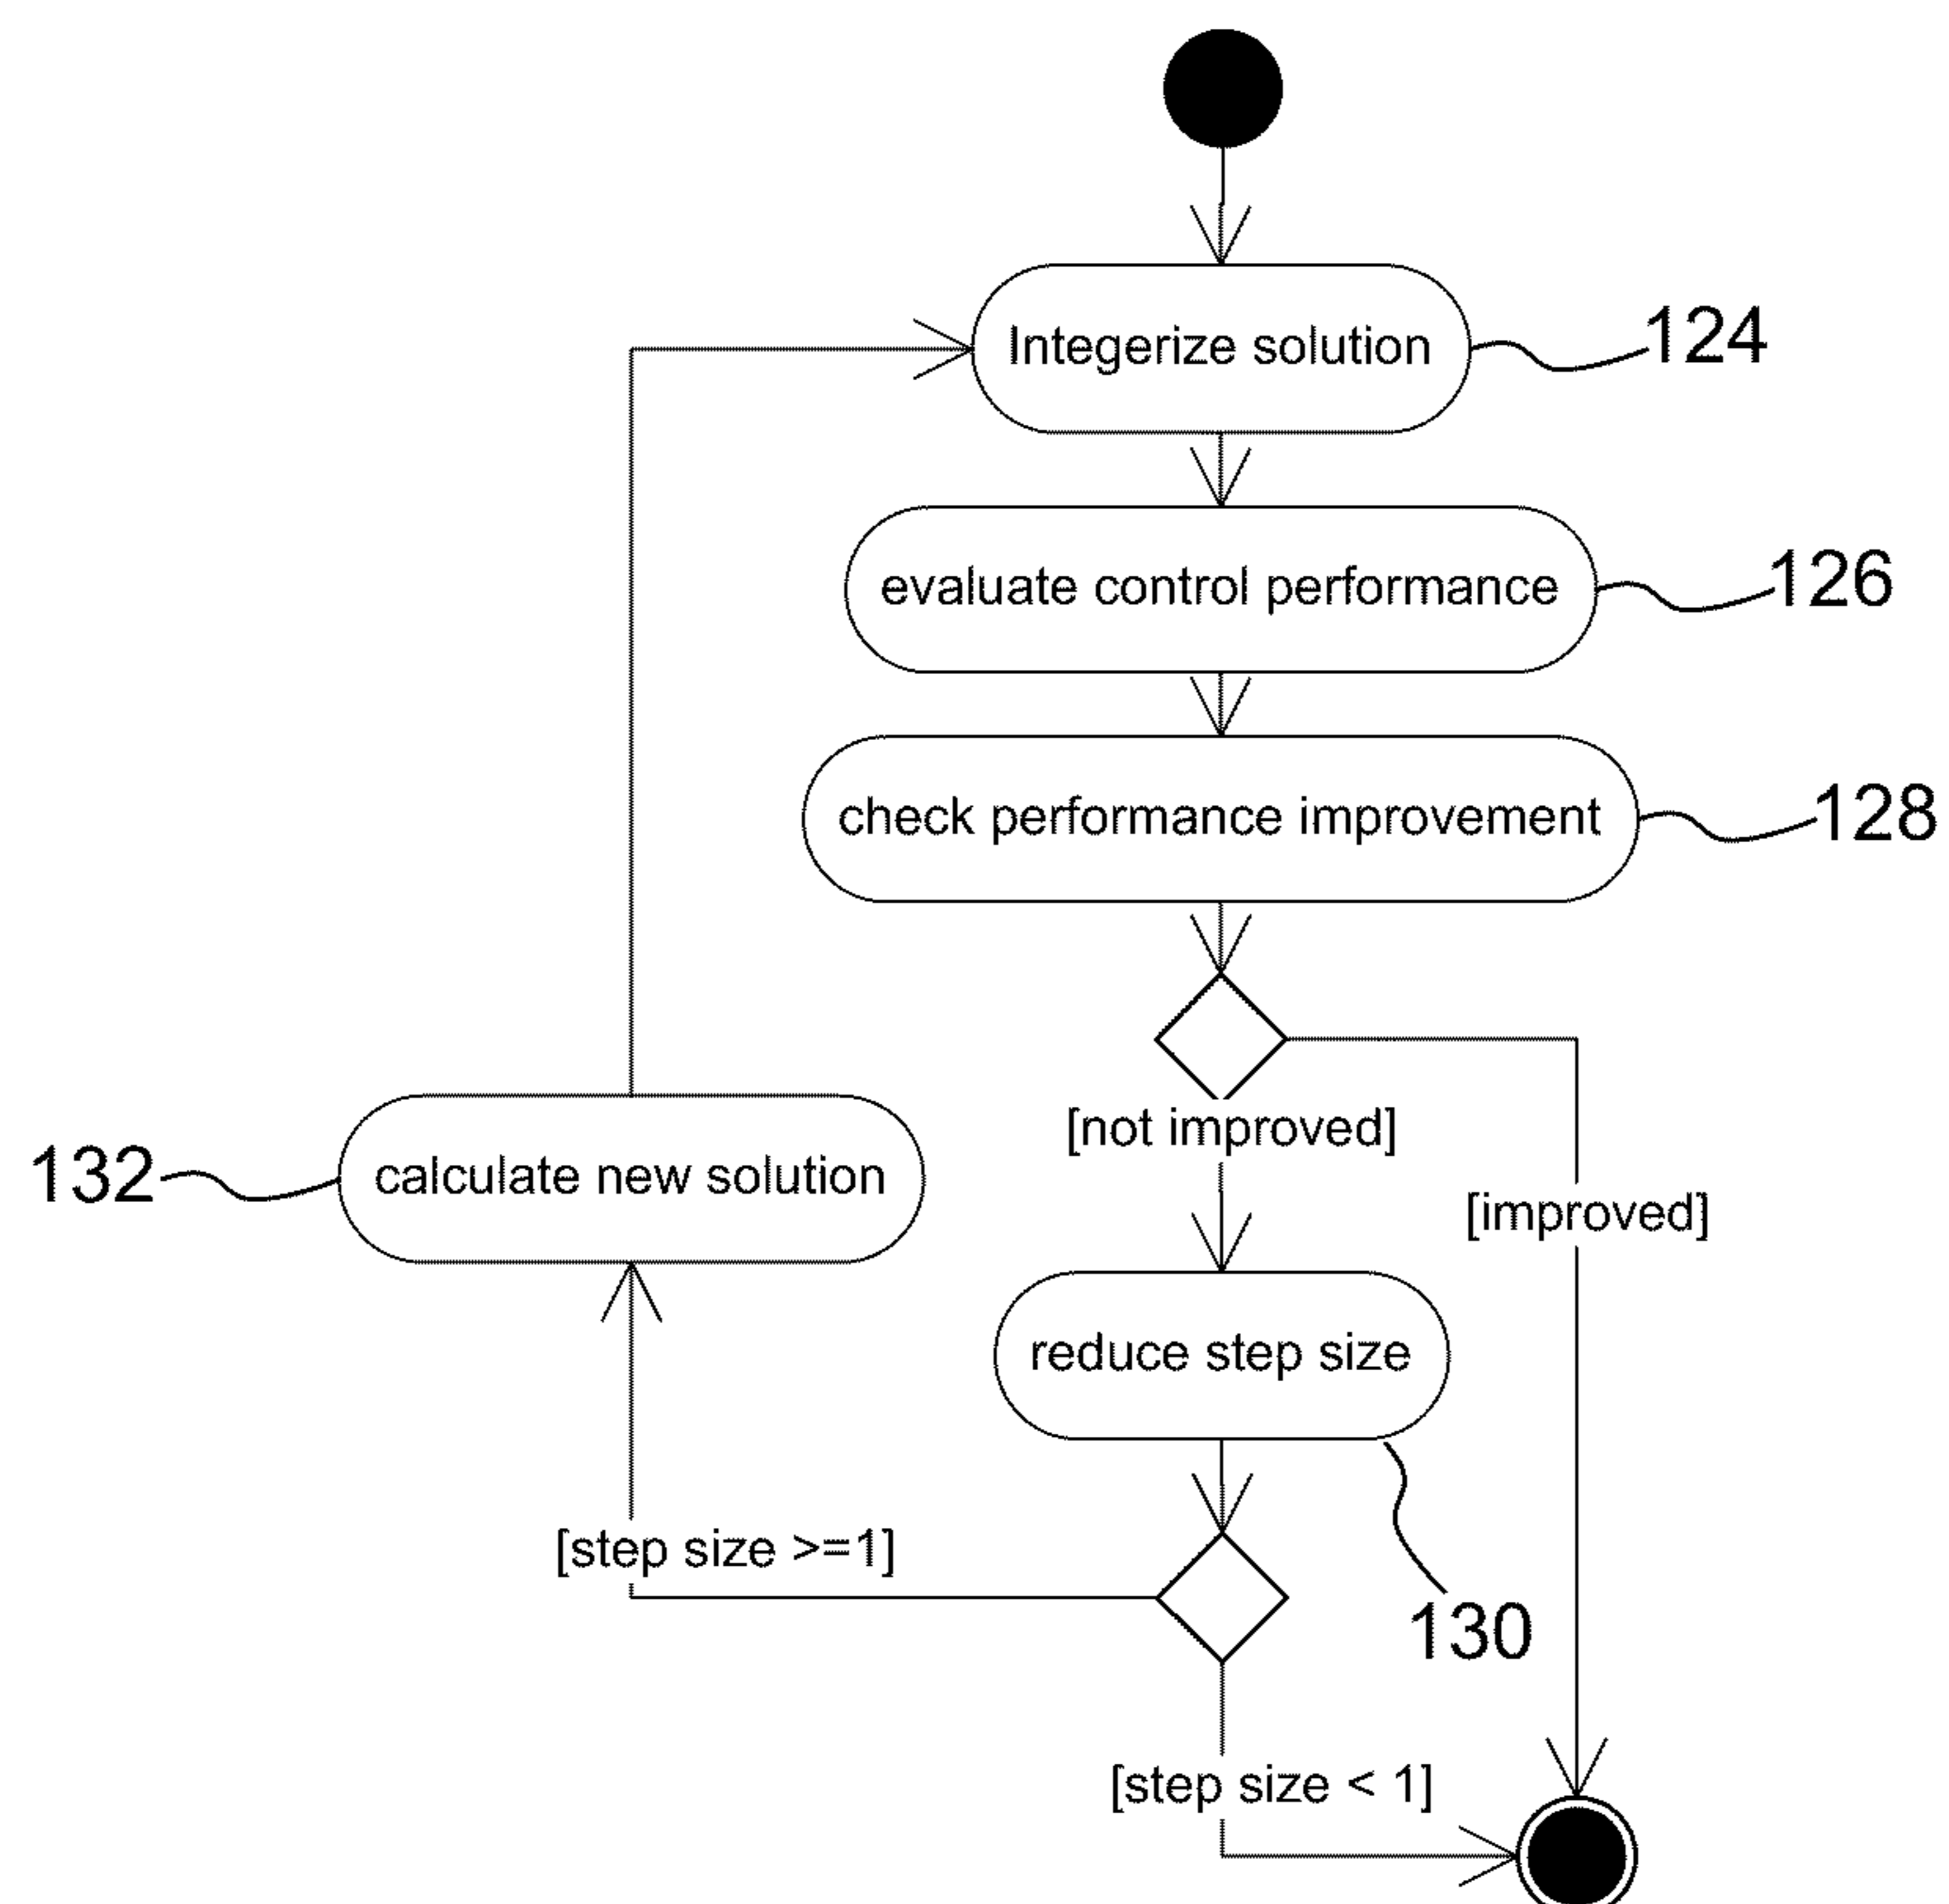 Integerize solution
124
evaluate control performance
126
check performance improvement
128
[not improved]
132
calculate new solution
[improved]
reduce step size
[step size >=1]
130
[step size < 1]